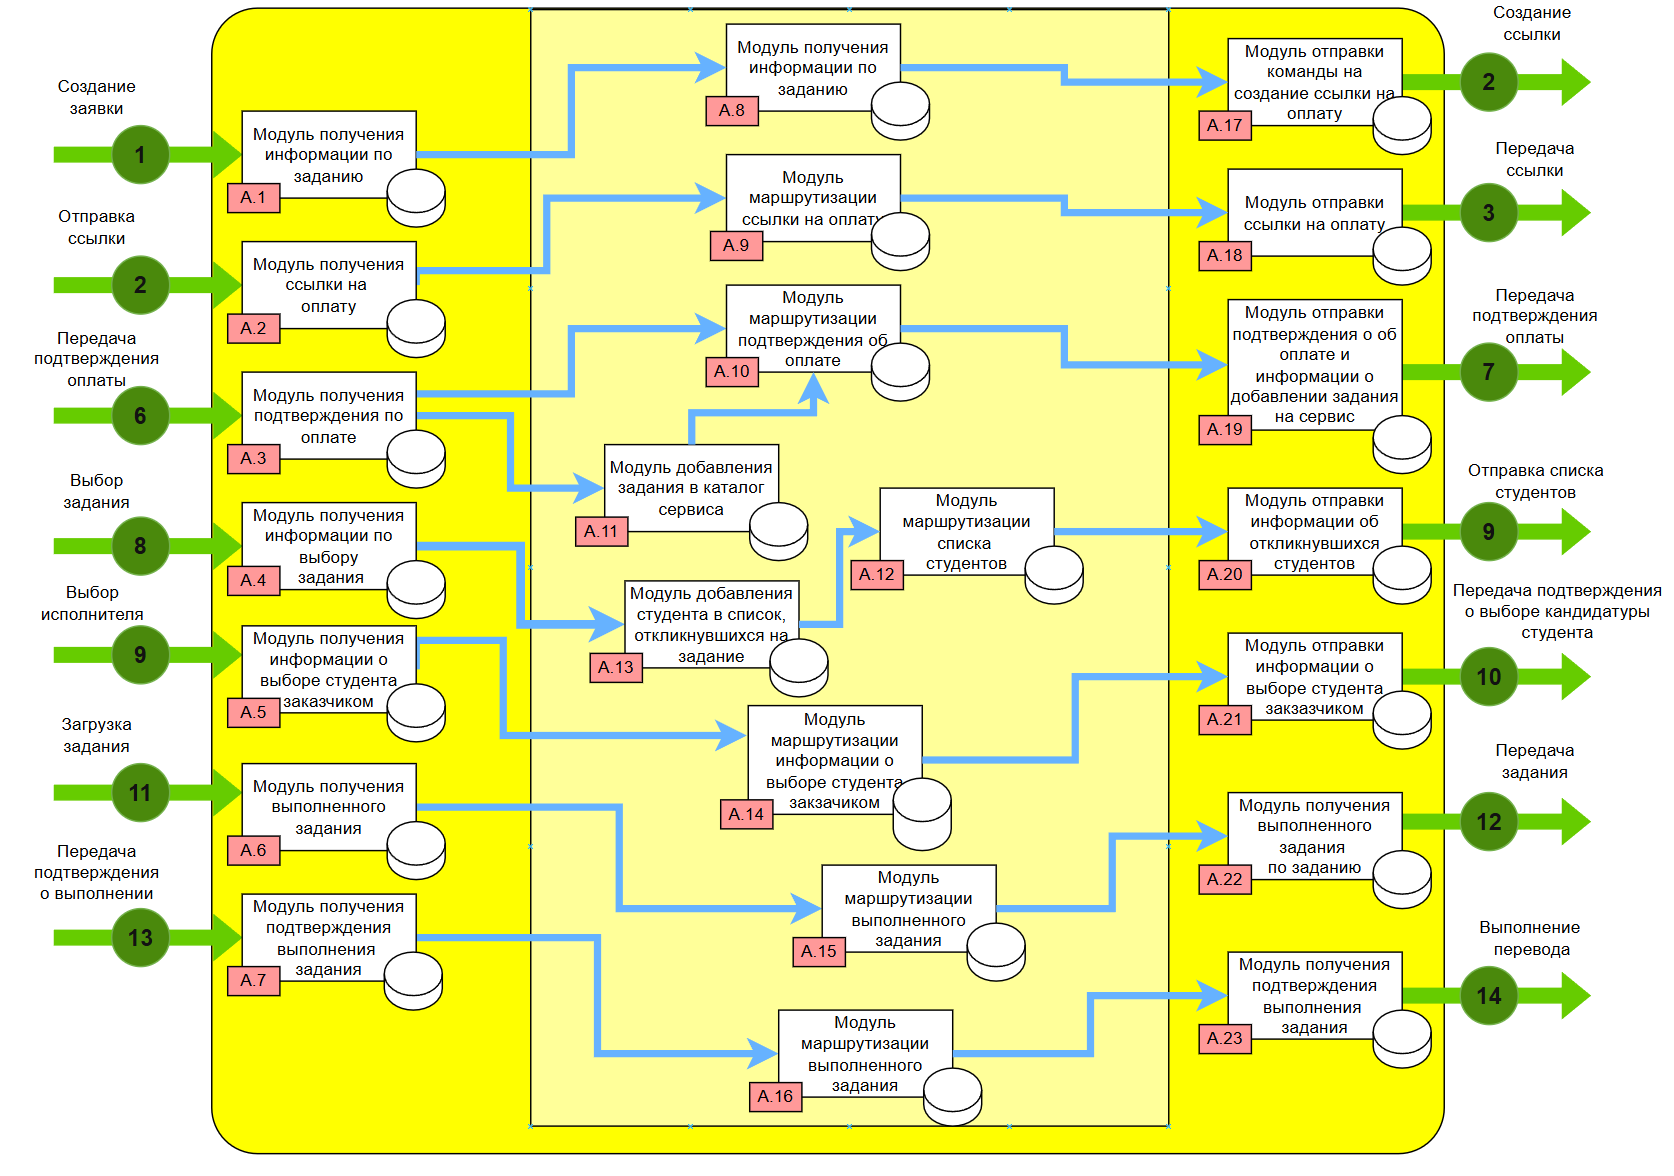 Создание
заявки
1
Отправка
ссылки
2
Передача
подтверждения
оплаты
6
Выбор
задания
8
Выбор
исполнителя
9
Загрузка
задания
11
Передача
подтверждения
о выполнении
13
Модуль получения
информации по
заданию
A.1
Модуль получения
ссылки на
оплату
A.2
Модуль получения
подтверждения по
оплате
A.3
Модуль получения
информации по
выбору
задания
A.4
Модуль получения
информации о
выборе студента
заказчиком
A.5
Модуль получения
выполненного
задания
A.6
Модуль получения
подтверждения
выполнения
задания
A.7
Модуль получения
информации по
заданию
A.8
Модуль
маршрутизации
ссылки на оплату
A.9
Модуль
маршрутизации
подтверждения об
оплате
A.10
Модуль добавления
задания в каталог
сервиса
A.11
Модуль
маршрутизации
списка
студентов
A.12
Модуль добавления
студента в список,
откликнувшихся на
задание
A.13
Модуль
маршрутизации
информации о
выборе студента
закзачиком
A.14
Модуль
маршрутизации
выполненного
задания
A.15
Модуль
маршрутизации
выполненного
задания
A.16
Модуль отправки
команды на
создание ссылки на
оплату
A.17
Модуль отправки
ссылки на оплату
A.18
Модуль отправки
подтверждения о об
оплате и
информации о
добавлении задания
на сервис
A.19
Модуль отправки
информации об
откликнувшихся
студентов
A.20
Модуль отправки
информации о
выборе студента
закзазчиком
A.21
Модуль получения
выполненного
задания
по заданию
A.22
Модуль получения
подтверждения
выполнения
задания
A.23
Создание
ссылки
2
Передача
ссылки
3
Передача
подтверждения
оплаты
7
Отправка списка
студентов
9
Передача подтверждения
о выборе кандидатуры
студента
10
Передача
задания
12
Выполнение
перевода
14